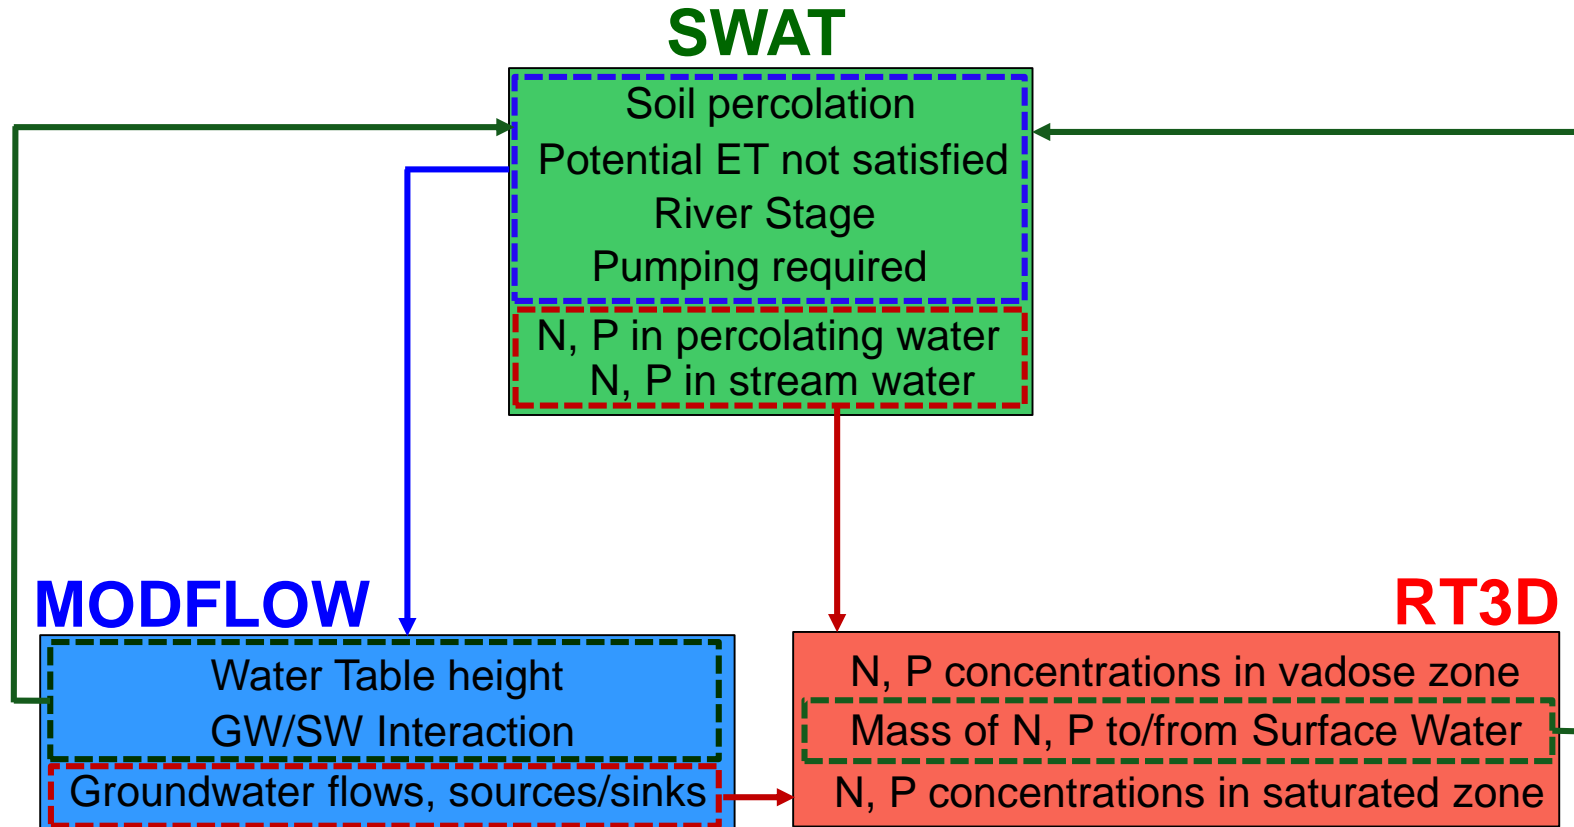 SWAT
Soil percolation
Potential ET not satisfied
River Stage
Pumping required
N, P in percolating water
N, P in stream water
MODFLOW
Water Table height
GW/SW Interaction
Groundwater flows, sources/sinks
RT3D
N, P concentrations in vadose zone
Mass of N, P to/from Surface Water
N, P concentrations in saturated zone